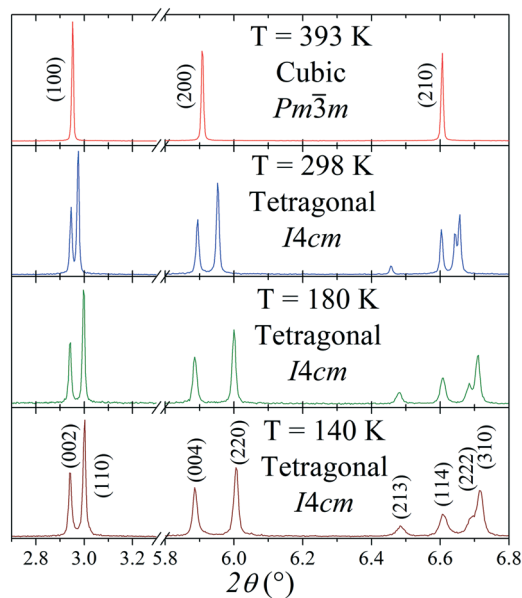 T = 393 K
Cubic
Pm3̅m
(100)
(200)
(210)
T = 298 K
Tetragonal
I4cm
T = 180 K
Tetragonal
I4cm
T = 140 K
Tetragonal
I4cm
(002)
(110)
(004)
(220)
(213)
(114)
(222)
(310)
2.8 3.0 3.2 5.8 6.0 6.2 6.4 6.6 6.8
2θ (°)